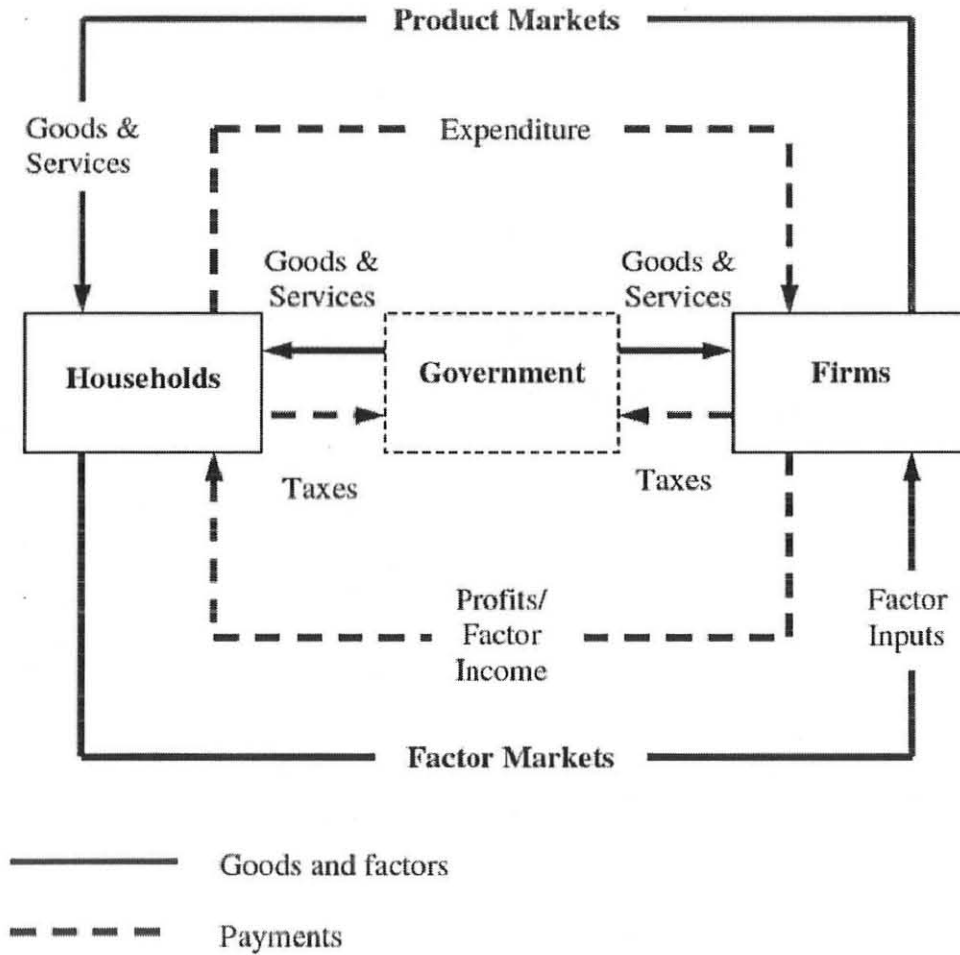 Product Markets
Goods &
Services
Expenditure
Goods &
Services
Goods &
Services
Households
Government
Firms
Taxes
Taxes
Profits/
Factor
Income
Factor
Inputs
Factor Markets
Goods and factors
Payments